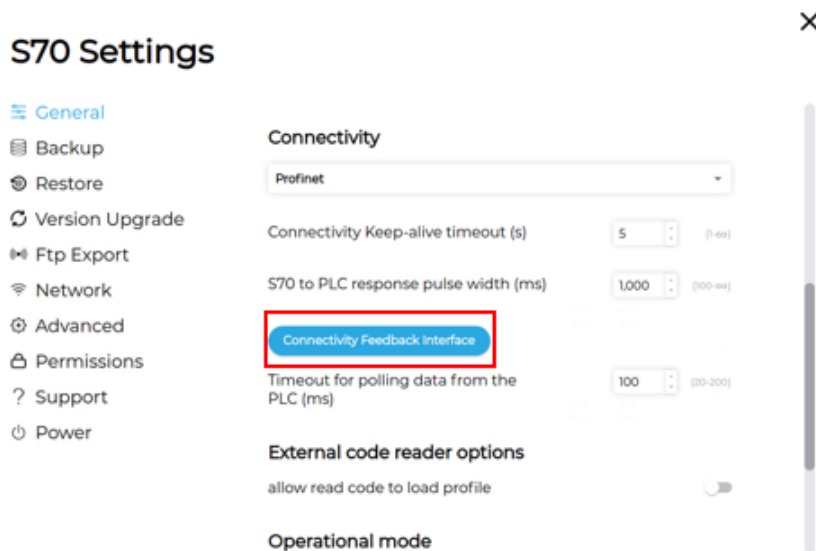 S70 Settings
General
Backup
Restore
Version Upgrade
Ftp Export
Network
Advanced
Permissions
Support
Power
Connectivity
Profinet
Connectivity Keep-alive timeout (s)
5
(1-∞)
S70 to PLC response pulse width (ms)
1,000
(100-∞)
Connectivity Feedback Interface
Timeout for polling data from the
PLC (ms)
100
(20-200)
External code reader options
allow read code to load profile
Operational mode